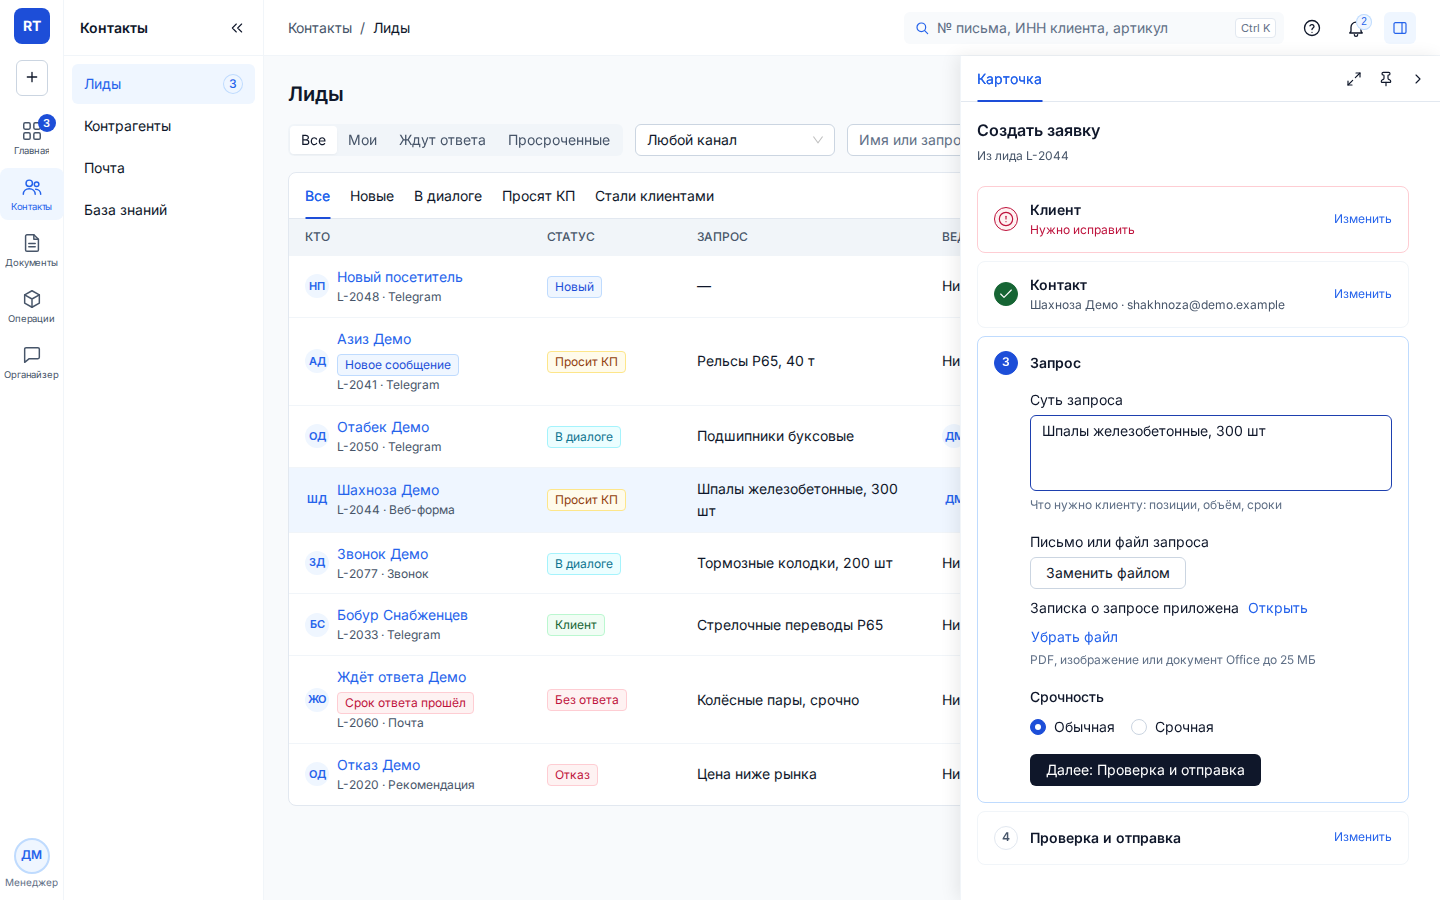 RT
Контакты
Контакты / Лиды
№ письма, ИНН клиента, артикул
Ctrl K
2
+
3
Главная
Контакты
Документы
Операции
Органайзер
ДМ
Менеджер
Лиды
3
Контрагенты
Почта
База знаний
Лиды
Все
Мои
Ждут ответа
Просроченные
Любой канал
Имя или запро
Все
Новые
В диалоге
Просят КП
Стали клиентами
КТО
СТАТУС
ЗАПРОС
ВЕД
НП
Новый посетитель
L-2048 · Telegram
Новый
—
Ни
АД
Азиз Демо
Новое сообщение
L-2041 · Telegram
Просит КП
Рельсы Р65, 40 т
Ни
ОД
Отабек Демо
L-2050 · Telegram
В диалоге
Подшипники буксовые
ДМ
ШД
Шахноза Демо
L-2044 · Веб-форма
Просит КП
Шпалы железобетонные, 300
шт
ДМ
ЗД
Звонок Демо
L-2077 · Звонок
В диалоге
Тормозные колодки, 200 шт
Ни
БС
Бобур Снабженцев
L-2033 · Telegram
Клиент
Стрелочные переводы Р65
Ни
ЖО
Ждёт ответа Демо
Срок ответа прошёл
L-2060 · Почта
Без ответа
Колёсные пары, срочно
Ни
ОД
Отказ Демо
L-2020 · Рекомендация
Отказ
Цена ниже рынка
Ни
Карточка
Создать заявку
Из лида L-2044
Клиент
Нужно исправить
Изменить
Контакт
Шахноза Демо · shakhnoza@demo.example
Изменить
3
Запрос
Суть запроса
Шпалы железобетонные, 300 шт
Что нужно клиенту: позиции, объём, сроки
Письмо или файл запроса
Заменить файлом
Записка о запросе приложена Открыть
Убрать файл
PDF, изображение или документ Office до 25 МБ
Срочность
Обычная
Срочная
Далее: Проверка и отправка
4
Проверка и отправка
Изменить